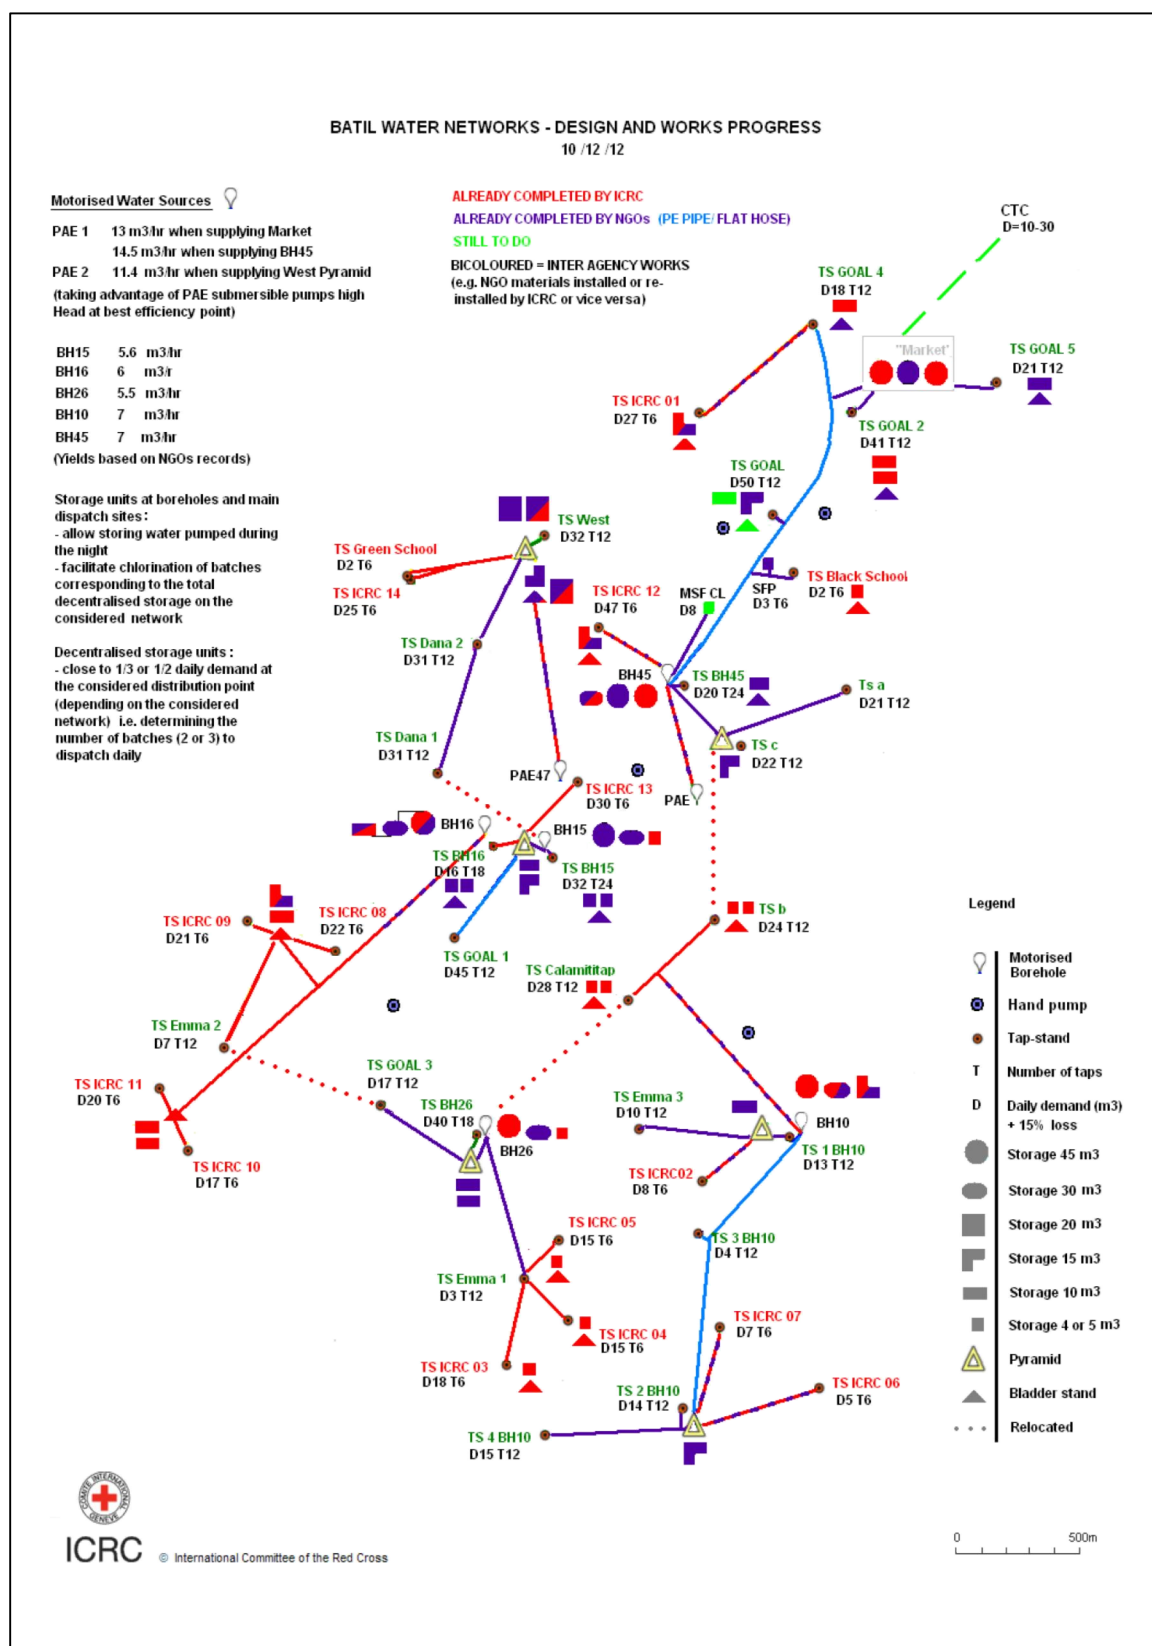 BATIL WATER NETWORKS - DESIGN AND WORKS PROGRESS
10 /12 /12
Motorised Water Sources
PAE 1 13 m3/hr when supplying Market
14.5 m3/hr when supplying BH45
PAE 2 11.4 m3/hr when supplying West Pyramid
(taking advantage of PAE submersible pumps high
Head at best efficiency point)
BH15 5.6 m3/hr
BH16 6 m3/r
BH26 5.5 m3/hr
BH10 7 m3/hr
BH45 7 m3/hr
(Yields based on NGOs records)
Storage units at boreholes and main
dispatch sites :
- allow storing water pumped during
the night
- facilitate chlorination of batches
corresponding to the total
decentralised storage on the
considered network
Decentralised storage units :
- close to 1/3 or 1/2 daily demand at
the considered distribution point
(depending on the considered
network) i.e. determining the
number of batches (2 or 3) to
dispatch daily
ALREADY COMPLETED BY ICRC
ALREADY COMPLETED BY NGOs (PE PIPE/ FLAT HOSE)
STILL TO DO
BICOLOURED = INTER AGENCY WORKS
(e.g. NGO materials installed or re-
installed by ICRC or vice versa)
CTC
D=10-30
TS GOAL 4
D18 T12
"Market'
TS GOAL 5
D21 T12
TS ICRC 01
D27 T6
TS GOAL 2
D41 T12
TS GOAL
D50 T12
TS West
D32 T12
TS Green School
D2 T6
TS ICRC 14
D25 T6
TS ICRC 12
D47 T6
MSF CL
D8
SFP
D3 T6
TS Black School
D2 T6
TS Dana 2
D31 T12
BH45
TS BH45
D20 T24
Ts a
D21 T12
TS Dana 1
D31 T12
TS c
D22 T12
PAE47
PAE
TS ICRC 13
D30 T6
BH16
BH15
TS BH16
D16 T18
TS BH15
D32 T24
TS ICRC 09
D21 T6
TS ICRC 08
D22 T6
TS GOAL 1
D45 T12
TS b
D24 T12
TS Calamititap
D28 T12
TS Emma 2
D7 T12
TS GOAL 3
D17 T12
TS ICRC 11
D20 T6
TS BH26
D40 T18
BH26
TS Emma 3
D10 T12
BH10
TS 1 BH10
D13 T12
TS ICRC 10
D17 T6
TS ICRC02
D8 T6
TS ICRC 05
D15 T6
TS 3 BH10
D4 T12
TS Emma 1
D3 T12
TS ICRC 04
D15 T6
TS ICRC 07
D7 T6
TS ICRC 03
D18 T6
TS 2 BH10
D14 T12
TS ICRC 06
D5 T6
TS 4 BH10
D15 T12
Legend
Motorised
Borehole
Hand pump
Tap-stand
T Number of taps
D Daily demand (m3)
+ 15% loss
Storage 45 m3
Storage 30 m3
Storage 20 m3
Storage 15 m3
Storage 10 m3
Storage 4 or 5 m3
Pyramid
Bladder stand
Relocated
COMITE INTERNATIONAL
GENEVE
ICRC
© International Committee of the Red Cross
0 500m